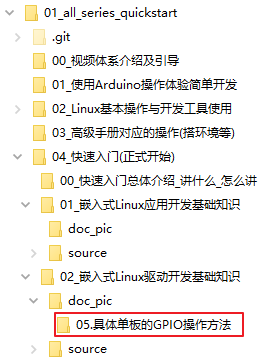 01_all_series_quickstart
.git
00_视频体系介绍及引导
01_使用Arduino操作体验简单开发
02_Linux基本操作与开发工具使用
03_高级手册对应的操作(搭环境等)
04_快速入门(正式开始)
00_快速入门总体介绍_讲什么_怎么讲
01_嵌入式Linux应用开发基础知识
doc_pic
source
02_嵌入式Linux驱动开发基础知识
doc_pic
05.具体单板的GPIO操作方法
source